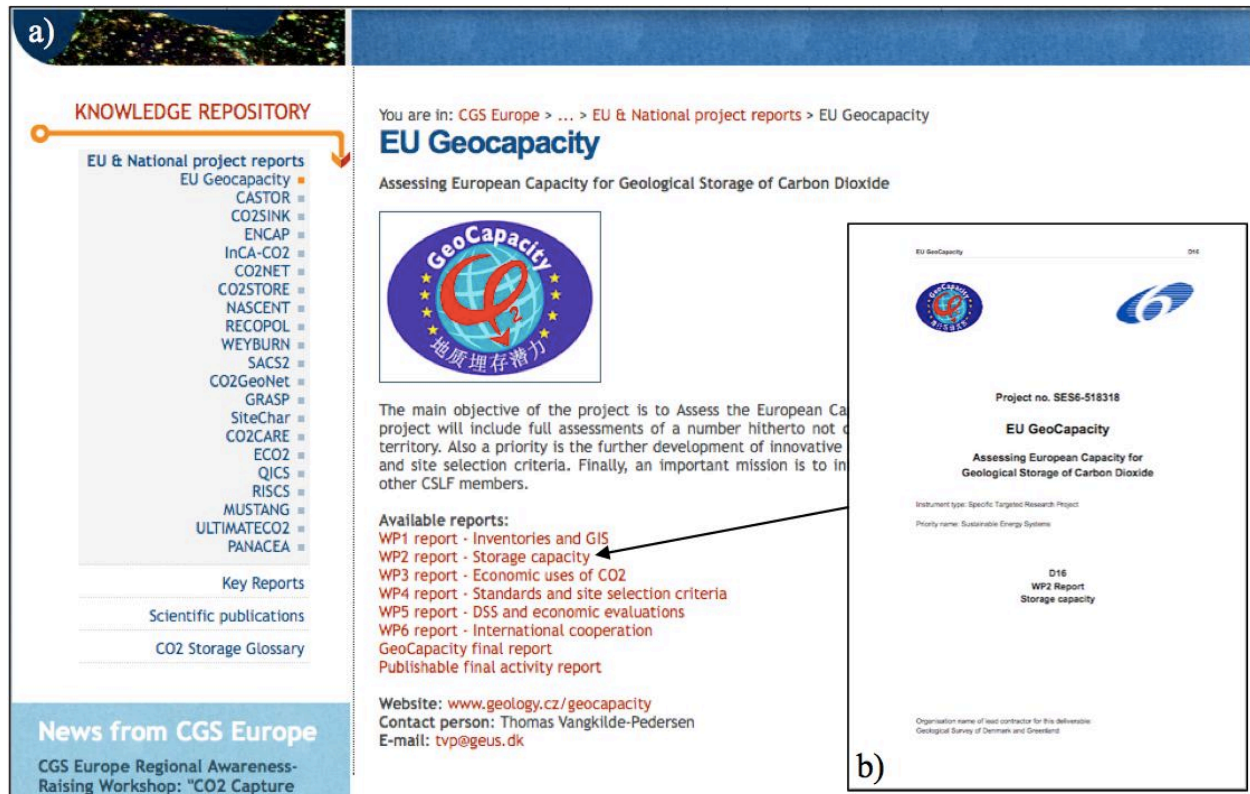 a)
KNOWLEDGE REPOSITORY
EU & National project reports
EU Geocapacity
CASTOR
CO2SINK
ENCAP
InCA-CO2
CO2NET
CO2STORE
NASCENT
RECOPOL
WEYBURN
SACS2
CO2GeoNet
GRASP
SiteChar
CO2CARE
ECO2
QICS
RISCS
MUSTANG
ULTIMATECO2
PANACEA
Key Reports
Scientific publications
CO2 Storage Glossary
News from CGS Europe
CGS Europe Regional Awareness-
Raising Workshop: "CO2 Capture
You are in: CGS Europe > ... > EU & National project reports > EU Geocapacity
EU Geocapacity
Assessing European Capacity for Geological Storage of Carbon Dioxide
GeoCapacity
2
地质埋存潜力
The main objective of the project is to Assess the European Ca
project will include full assessments of a number hitherto not c
territory. Also a priority is the further development of innovative
and site selection criteria. Finally, an important mission is to in
other CSLF members.
Available reports:
WP1 report - Inventories and GIS
WP2 report - Storage capacity
WP3 report - Economic uses of CO2
WP4 report - Standards and site selection criteria
WP5 report - DSS and economic evaluations
WP6 report - International cooperation
GeoCapacity final report
Publishable final activity report
Website: www.geology.cz/geocapacity
Contact person: Thomas Vangkilde-Pedersen
E-mail: tvp@geus.dk
EU GeoCapacity D16
GeoCapacity
6
Project no. SES6-518318
EU GeoCapacity
Assessing European Capacity for
Geological Storage of Carbon Dioxide
Instrument type: Specific Targeted Research Project
Priority name: Sustainable Energy Systems
D16
WP2 Report
Storage capacity
Organisation name of lead contractor for this deliverable:
Geological Survey of Denmark and Greenland
b)